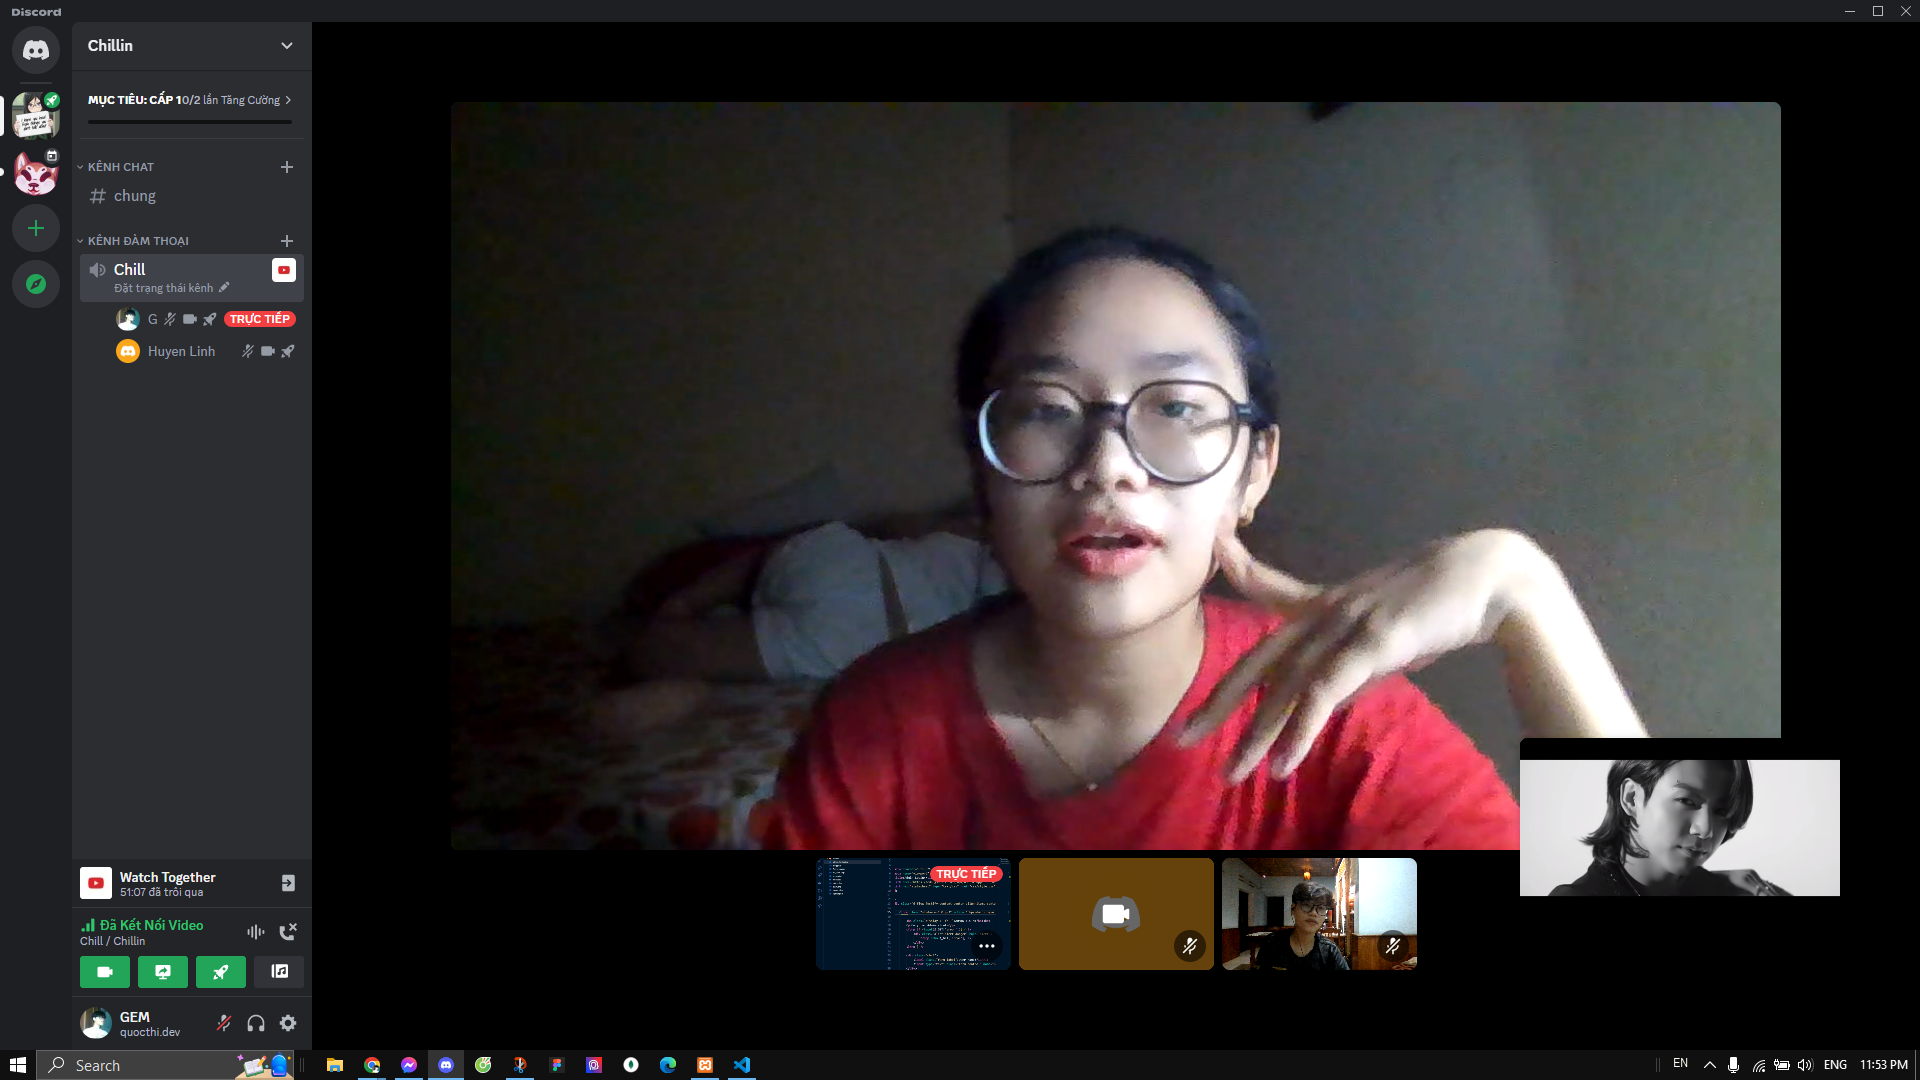 Discord
Chillin
MỤC TIÊU: CẤP 1 0/2 lần Tăng Cường
KÊNH CHAT
chung
KÊNH ĐÀM THOẠI
Chill
Đặt trạng thái kênh
G TRỰC TIẾP
Huyen Linh
TRỰC TIẾP
Watch Together
51:07 đã trôi qua
Đã Kết Nối Video
Chill / Chillin
GEM
quocthi.dev
Search
EN
ENG
11:53 PM